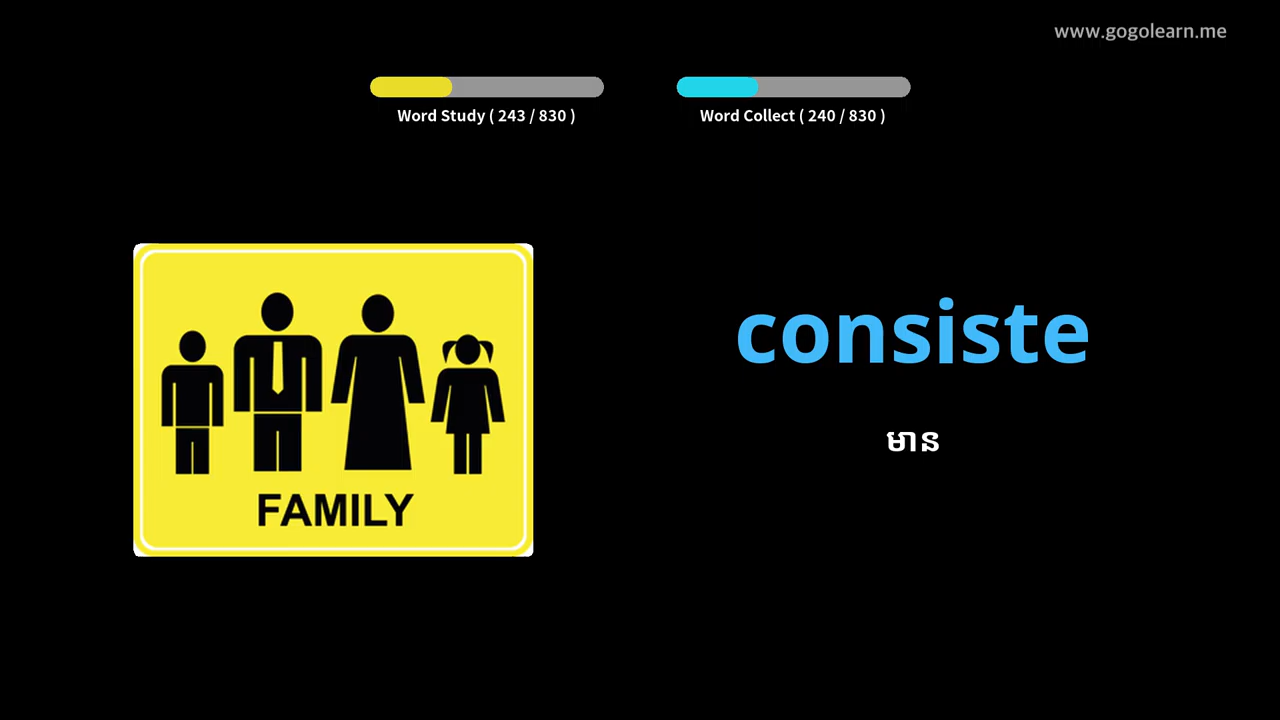 www.gogolearn.me
Word Study ( 243 / 830 )
Word Collect ( 240 / 830 )
consiste
មាន
FAMILY